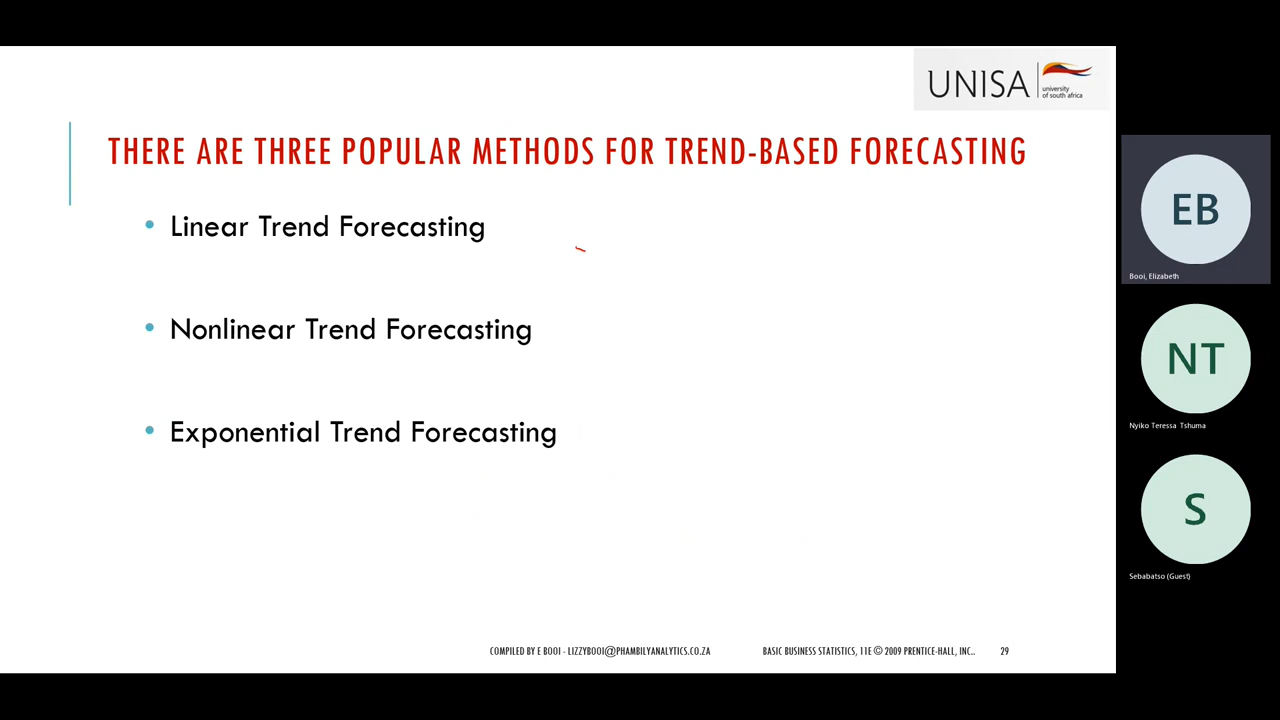 UNISA
university
of south africa
THERE ARE THREE POPULAR METHODS FOR TREND-BASED FORECASTING
• Linear Trend Forecasting
• Nonlinear Trend Forecasting
• Exponential Trend Forecasting
COMPILED BY E BOOI - LIZZYBOOI@PHAMBILYANALYTICS.CO.ZA
BASIC BUSINESS STATISTICS, 11E © 2009 PRENTICE-HALL, INC..
29
EB
Booi, Elizabeth
NT
Nyiko Teressa Tshuma
S
Sebabatso (Guest)